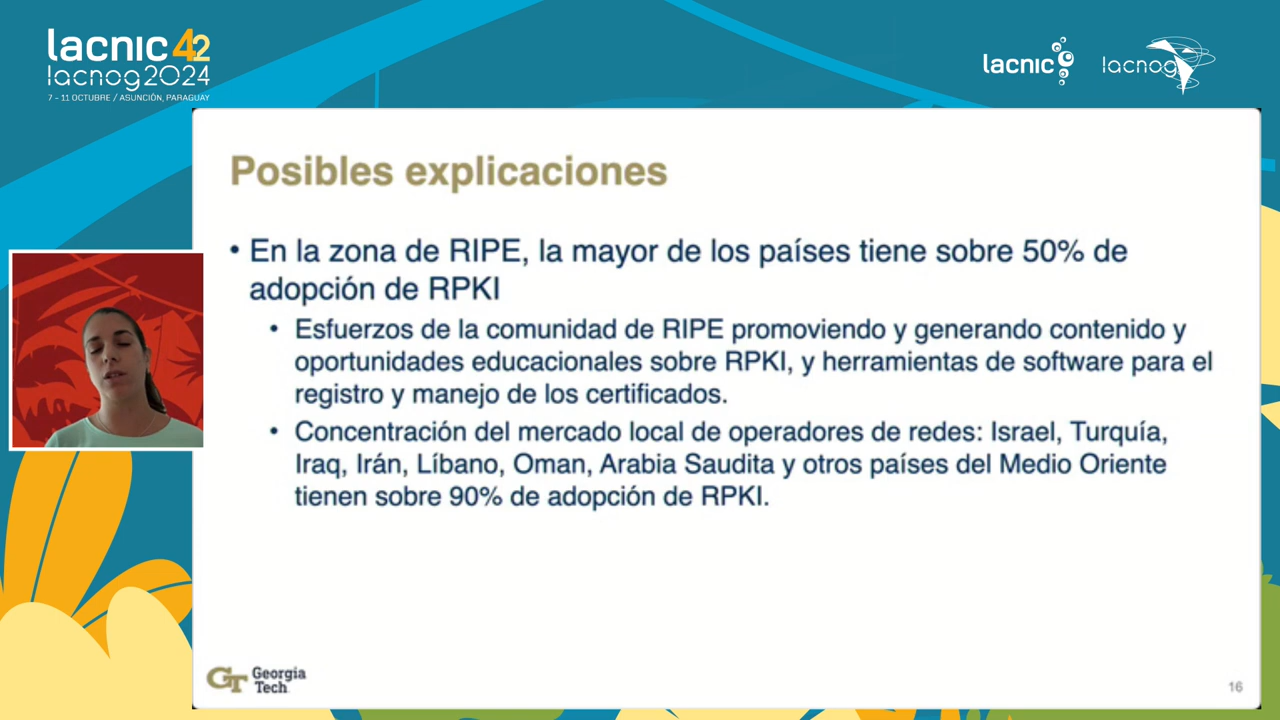 lacnic 42
lacnog2024
7 - 11 OCTUBRE / ASUNCIÓN, PARAGUAY
lacnic
lacnog
Posibles explicaciones
• En la zona de RIPE, la mayor de los países tiene sobre 50% de
adopción de RPKI
• Esfuerzos de la comunidad de RIPE promoviendo y generando contenido y
oportunidades educacionales sobre RPKI, y herramientas de software para el
registro y manejo de los certificados.
• Concentración del mercado local de operadores de redes: Israel, Turquía,
Iraq, Irán, Líbano, Oman, Arabia Saudita y otros países del Medio Oriente
tienen sobre 90% de adopción de RPKI.
GT Georgia
Tech
16